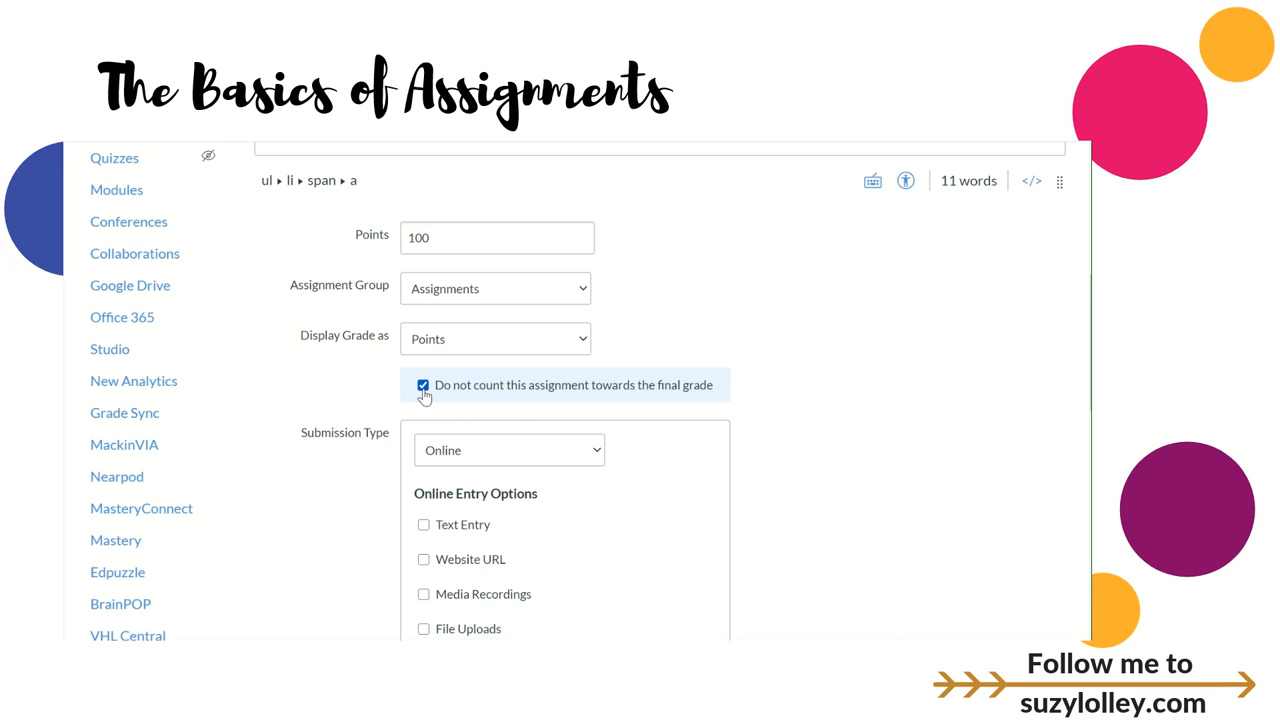 The Basics of Assignments
Quizzes
Modules
Conferences
Collaborations
Google Drive
Office 365
Studio
New Analytics
Grade Sync
MackinVIA
Nearpod
MasteryConnect
Mastery
Edpuzzle
BrainPOP
VHL Central
ul ▸ li ▸ span ▸ a
11 words
</>
Points 100
Assignment Group Assignments
Display Grade as Points
Do not count this assignment towards the final grade
Submission Type Online
Online Entry Options
Text Entry
Website URL
Media Recordings
File Uploads
Follow me to
suzylolley.com